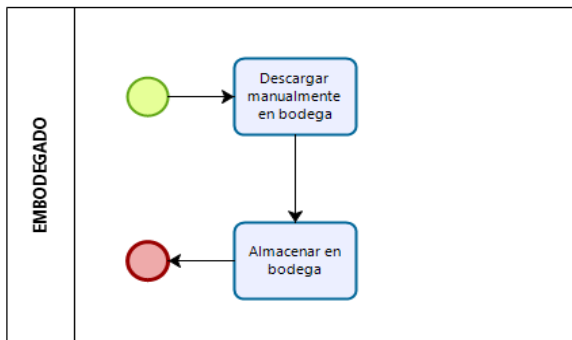 EMBODEGADO
Descargar
manualmente
en bodega
Almacenar en
bodega